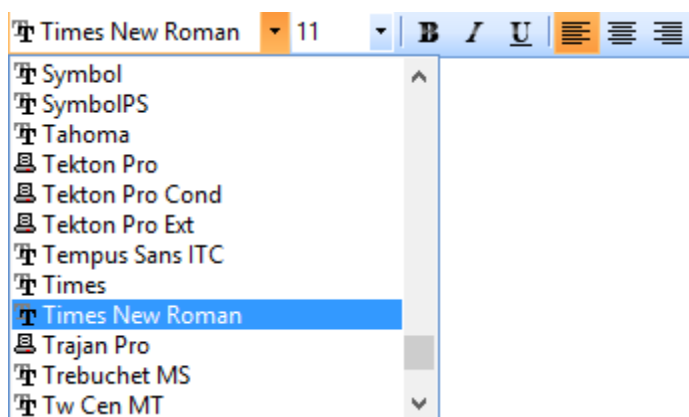 Times New Roman 11 B I U
Symbol
SymbolPS
Tahoma
Tekton Pro
Tekton Pro Cond
Tekton Pro Ext
Tempus Sans ITC
Times
Times New Roman
Trajan Pro
Trebuchet MS
Tw Cen MT